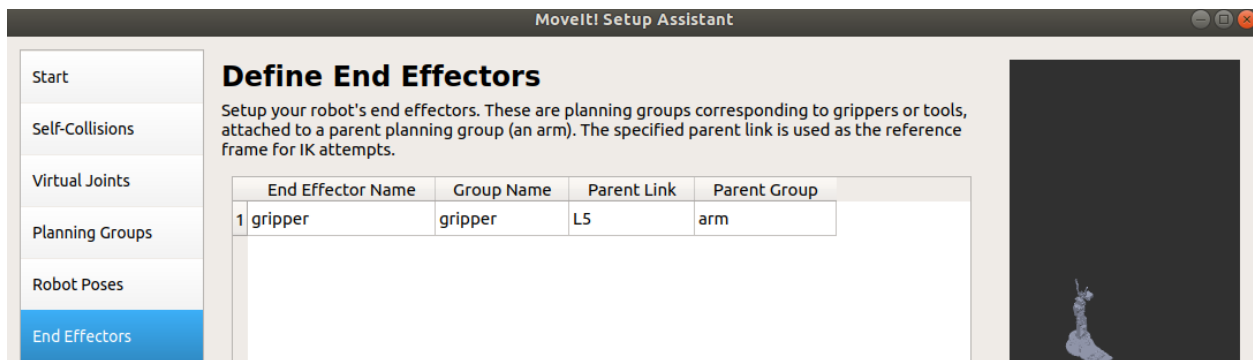 MoveIt! Setup Assistant
Start
Self-Collisions
Virtual Joints
Planning Groups
Robot Poses
End Effectors
Define End Effectors
Setup your robot's end effectors. These are planning groups corresponding to grippers or tools,
attached to a parent planning group (an arm). The specified parent link is used as the reference
frame for IK attempts.
End Effector Name Group Name Parent Link Parent Group
1 gripper gripper L5 arm